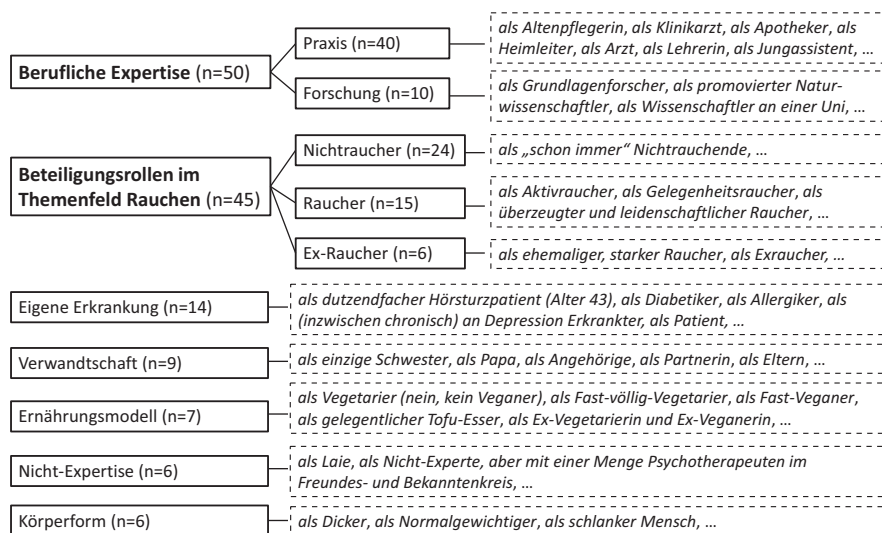 Berufliche Expertise (n=50)
Praxis (n=40)
als Altenpflegerin, als Klinikarzt, als Apotheker, als
Heimleiter, als Arzt, als Lehrerin, als Jungassistent, …
Forschung (n=10)
als Grundlagenforscher, als promovierter Natur-
wissenschaftler, als Wissenschaftler an einer Uni, …
Beteiligungsrollen im
Themenfeld Rauchen (n=45)
Nichtraucher (n=24)
als „schon immer“ Nichtrauchende, …
Raucher (n=15)
als Aktivraucher, als Gelegenheitsraucher, als
überzeugter und leidenschaftlicher Raucher, …
Ex-Raucher (n=6)
als ehemaliger, starker Raucher, als Exraucher, …
Eigene Erkrankung (n=14)
als dutzendfacher Hörsturzpatient (Alter 43), als Diabetiker, als Allergiker, als
(inzwischen chronisch) an Depression Erkrankter, als Patient, …
Verwandtschaft (n=9)
als einzige Schwester, als Papa, als Angehörige, als Partnerin, als Eltern, …
Ernährungsmodell (n=7)
als Vegetarier (nein, kein Veganer), als Fast-völlig-Vegetarier, als Fast-Veganer,
als gelegentlicher Tofu-Esser, als Ex-Vegetarierin und Ex-Veganerin, …
Nicht-Expertise (n=6)
als Laie, als Nicht-Experte, aber mit einer Menge Psychotherapeuten im
Freundes- und Bekanntenkreis, …
Körperform (n=6)
als Dicker, als Normalgewichtiger, als schlanker Mensch, …